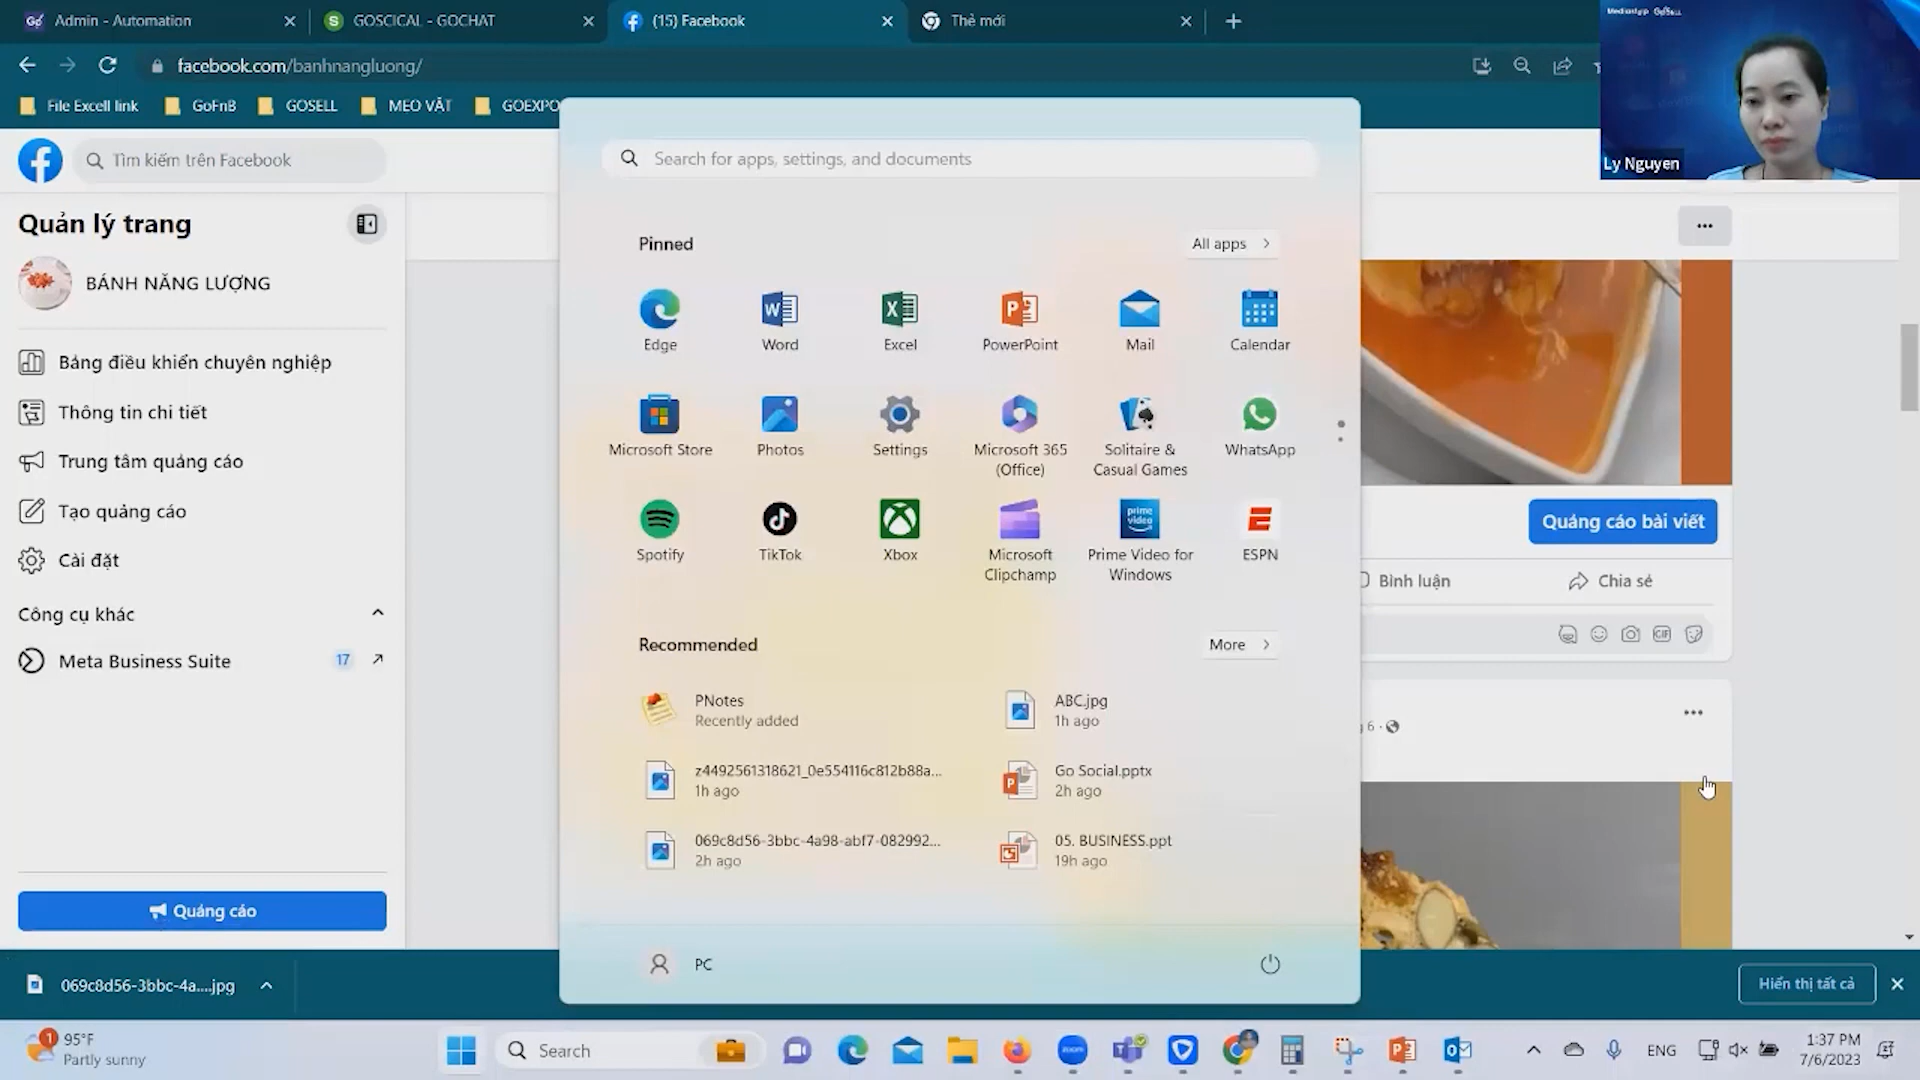 Admin - Automation
GOSCICAL - GOCHAT
(15) Facebook
Thẻ mới
facebook.com/banhnangluong/
File Excell link
GoFnB
GOSELL
MẸO VẶT
GOEXPO
Ly Nguyen
Tìm kiếm trên Facebook
Quản lý trang
BÁNH NĂNG LƯỢNG
Bảng điều khiển chuyên nghiệp
Thông tin chi tiết
Trung tâm quảng cáo
Tạo quảng cáo
Cài đặt
Công cụ khác
Meta Business Suite
17
Quảng cáo
Search for apps, settings, and documents
Pinned
All apps
Edge
Word
Excel
PowerPoint
Mail
Calendar
Microsoft Store
Photos
Settings
Microsoft 365
(Office)
Solitaire &
Casual Games
WhatsApp
Spotify
TikTok
Xbox
Microsoft
Clipchamp
prime
video
Prime Video for
Windows
ESPN
Recommended
More
PNotes
Recently added
ABC.jpg
1h ago
z4492561318621_0e554116c812b88a...
1h ago
Go Social.pptx
2h ago
069c8d56-3bbc-4a98-abf7-082992...
2h ago
05. BUSINESS.ppt
19h ago
PC
Quảng cáo bài viết
Bình luận
Chia sẻ
GIF
g 6 ·
069c8d56-3bbc-4a....jpg
Hiển thị tất cả
1
95°F
Partly sunny
Search
zoom
ENG
1:37 PM
7/6/2023